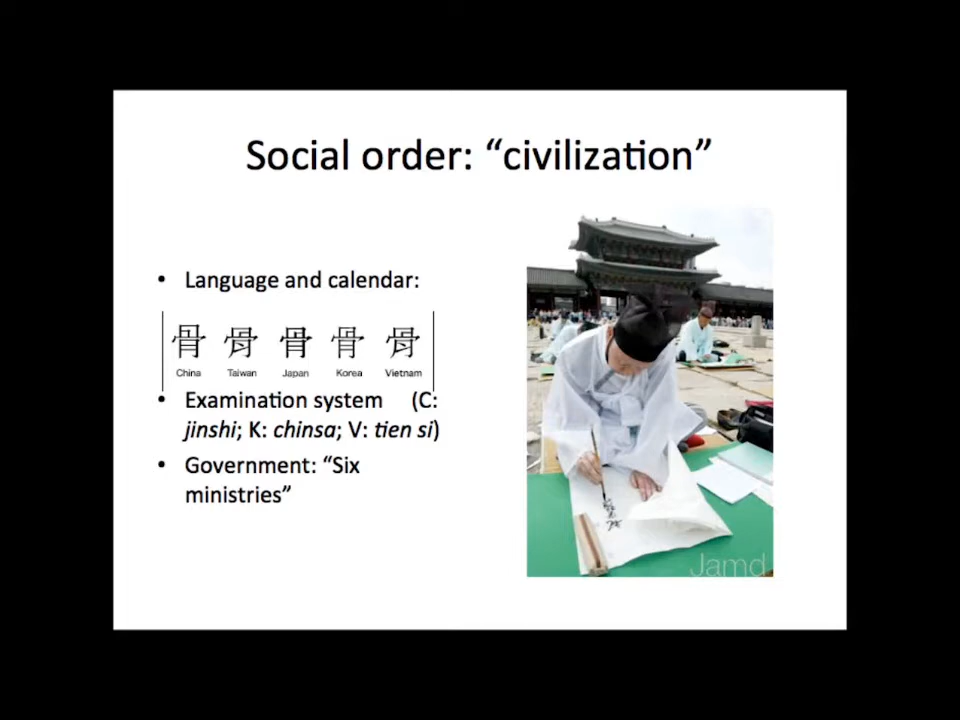 Social order: “civilization”
• Language and calendar:
骨 骨 骨 骨 骨
China Taiwan Japan Korea Vietnam
• Examination system (C:
jinshi; K: chinsa; V: tien si)
• Government: “Six
ministries”
Jamd